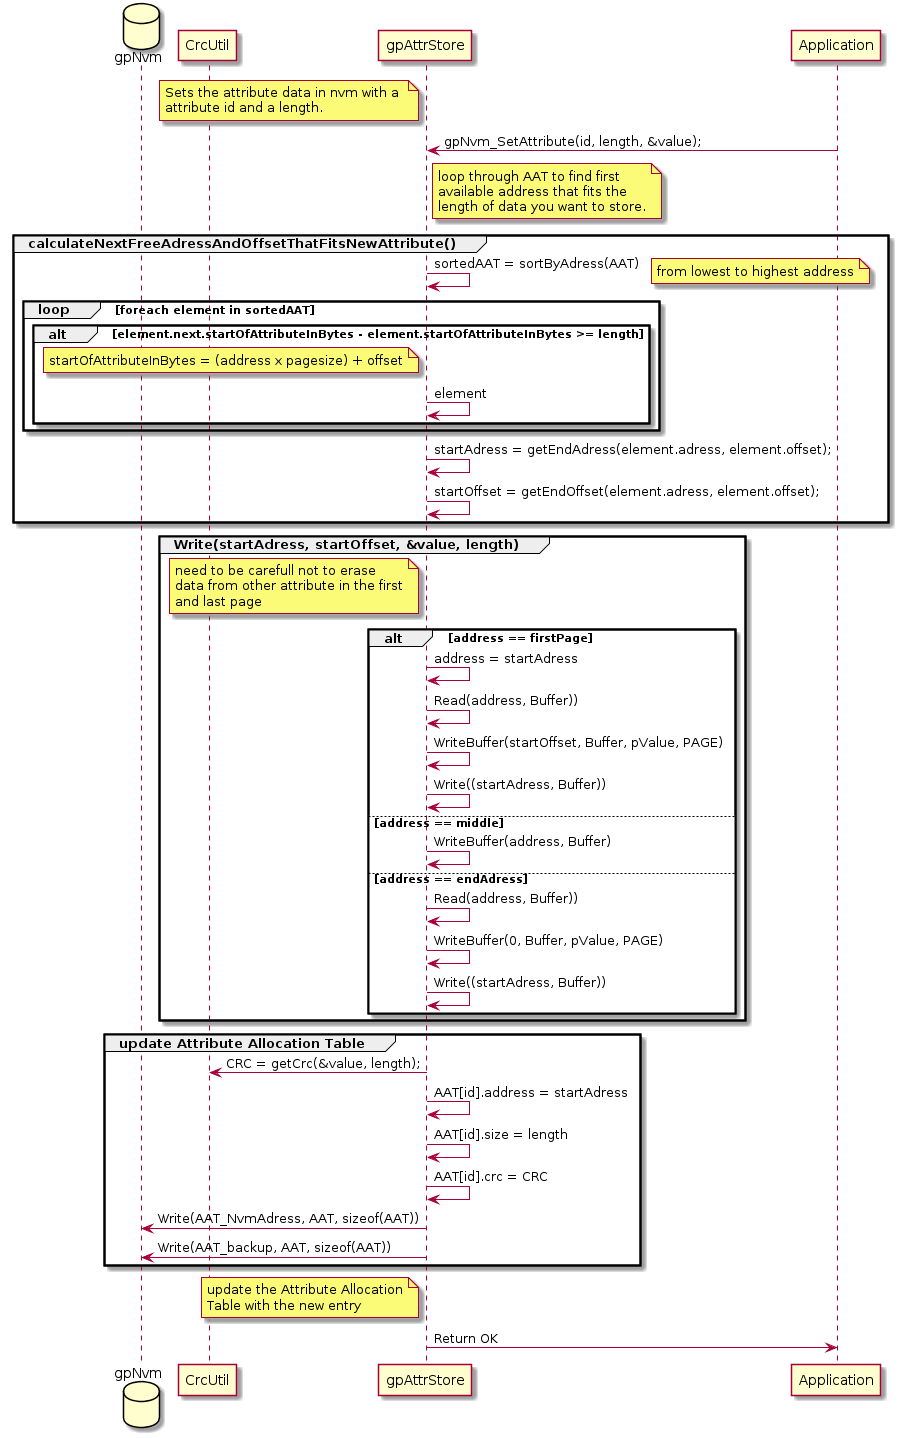 gpNvm
CrcUtil
gpAttrStore
Application
Sets the attribute data in nvm with a
attribute id and a length.
gpNvm_SetAttribute(id, length, &value);
loop through AAT to find first
available address that fits the
length of data you want to store.
calculateNextFreeAdressAndOffsetThatFitsNewAttribute()
sortedAAT = sortByAdress(AAT)
from lowest to highest address
loop
[foreach element in sortedAAT]
alt
[element.next.startOfAttributeInBytes - element.startOfAttributeInBytes >= length]
startOfAttributeInBytes = (address x pagesize) + offset
element
startAdress = getEndAdress(element.adress, element.offset);
startOffset = getEndOffset(element.adress, element.offset);
Write(startAdress, startOffset, &value, length)
need to be carefull not to erase
data from other attribute in the first
and last page
alt
[address == firstPage]
address = startAdress
Read(address, Buffer))
WriteBuffer(startOffset, Buffer, pValue, PAGE)
Write((startAdress, Buffer))
[address == middle]
WriteBuffer(address, Buffer)
[address == endAdress]
Read(address, Buffer))
WriteBuffer(0, Buffer, pValue, PAGE)
Write((startAdress, Buffer))
update Attribute Allocation Table
CRC = getCrc(&value, length);
AAT[id].address = startAdress
AAT[id].size = length
AAT[id].crc = CRC
Write(AAT_NvmAdress, AAT, sizeof(AAT))
Write(AAT_backup, AAT, sizeof(AAT))
update the Attribute Allocation
Table with the new entry
Return OK
gpNvm
CrcUtil
gpAttrStore
Application